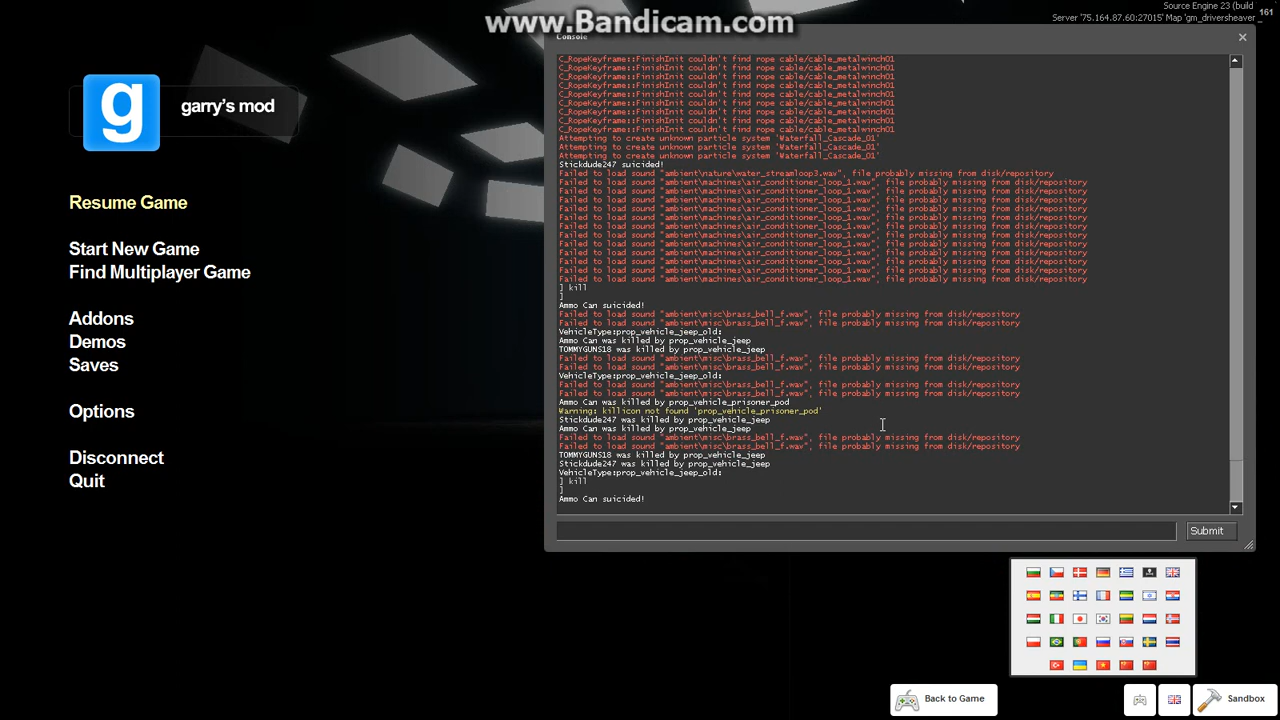 www.Bandicam.com
Source Engine 23 (build
161
Server '75.164.87.60:27015' Map 'gm_driversheaver_
Console
g
garry's mod
Resume Game
Start New Game
Find Multiplayer Game
Addons
Demos
Saves
Options
Disconnect
Quit
C_RopeKeyframe::FinishInit couldn't find rope cable/cable_metalwinch01
C_RopeKeyframe::FinishInit couldn't find rope cable/cable_metalwinch01
C_RopeKeyframe::FinishInit couldn't find rope cable/cable_metalwinch01
C_RopeKeyframe::FinishInit couldn't find rope cable/cable_metalwinch01
C_RopeKeyframe::FinishInit couldn't find rope cable/cable_metalwinch01
C_RopeKeyframe::FinishInit couldn't find rope cable/cable_metalwinch01
C_RopeKeyframe::FinishInit couldn't find rope cable/cable_metalwinch01
C_RopeKeyframe::FinishInit couldn't find rope cable/cable_metalwinch01
C_RopeKeyframe::FinishInit couldn't find rope cable/cable_metalwinch01
Attempting to create unknown particle system 'Waterfall_Cascade_01'
Attempting to create unknown particle system 'Waterfall_Cascade_01'
Attempting to create unknown particle system 'Waterfall_Cascade_01'
Stickdude247 suicided!
Failed to load sound "ambient\nature\water_streamloop3.wav", file probably missing from disk/repository
Failed to load sound "ambient\machines\air_conditioner_loop_1.wav", file probably missing from disk/repository
Failed to load sound "ambient\machines\air_conditioner_loop_1.wav", file probably missing from disk/repository
Failed to load sound "ambient\machines\air_conditioner_loop_1.wav", file probably missing from disk/repository
Failed to load sound "ambient\machines\air_conditioner_loop_1.wav", file probably missing from disk/repository
Failed to load sound "ambient\machines\air_conditioner_loop_1.wav", file probably missing from disk/repository
Failed to load sound "ambient\machines\air_conditioner_loop_1.wav", file probably missing from disk/repository
Failed to load sound "ambient\machines\air_conditioner_loop_1.wav", file probably missing from disk/repository
Failed to load sound "ambient\machines\air_conditioner_loop_1.wav", file probably missing from disk/repository
Failed to load sound "ambient\machines\air_conditioner_loop_1.wav", file probably missing from disk/repository
Failed to load sound "ambient\machines\air_conditioner_loop_1.wav", file probably missing from disk/repository
Failed to load sound "ambient\machines\air_conditioner_loop_1.wav", file probably missing from disk/repository
Failed to load sound "ambient\machines\air_conditioner_loop_1.wav", file probably missing from disk/repository
] kill
]
Ammo Can suicided!
Failed to load sound "ambient\misc\brass_bell_f.wav", file probably missing from disk/repository
Failed to load sound "ambient\misc\brass_bell_f.wav", file probably missing from disk/repository
VehicleType:prop_vehicle_jeep_old:
Ammo Can was killed by prop_vehicle_jeep
TOMMYGUNS18 was killed by prop_vehicle_jeep
Failed to load sound "ambient\misc\brass_bell_f.wav", file probably missing from disk/repository
Failed to load sound "ambient\misc\brass_bell_f.wav", file probably missing from disk/repository
VehicleType:prop_vehicle_jeep_old:
Failed to load sound "ambient\misc\brass_bell_f.wav", file probably missing from disk/repository
Failed to load sound "ambient\misc\brass_bell_f.wav", file probably missing from disk/repository
Ammo Can was killed by prop_vehicle_prisoner_pod
Warning: killicon not found 'prop_vehicle_prisoner_pod'
Stickdude247 was killed by prop_vehicle_jeep
Ammo Can was killed by prop_vehicle_jeep
Failed to load sound "ambient\misc\brass_bell_f.wav", file probably missing from disk/repository
Failed to load sound "ambient\misc\brass_bell_f.wav", file probably missing from disk/repository
TOMMYGUNS18 was killed by prop_vehicle_jeep
Stickdude247 was killed by prop_vehicle_jeep
VehicleType:prop_vehicle_jeep_old:
] kill
]
Ammo Can suicided!
Submit
Back to Game
Sandbox